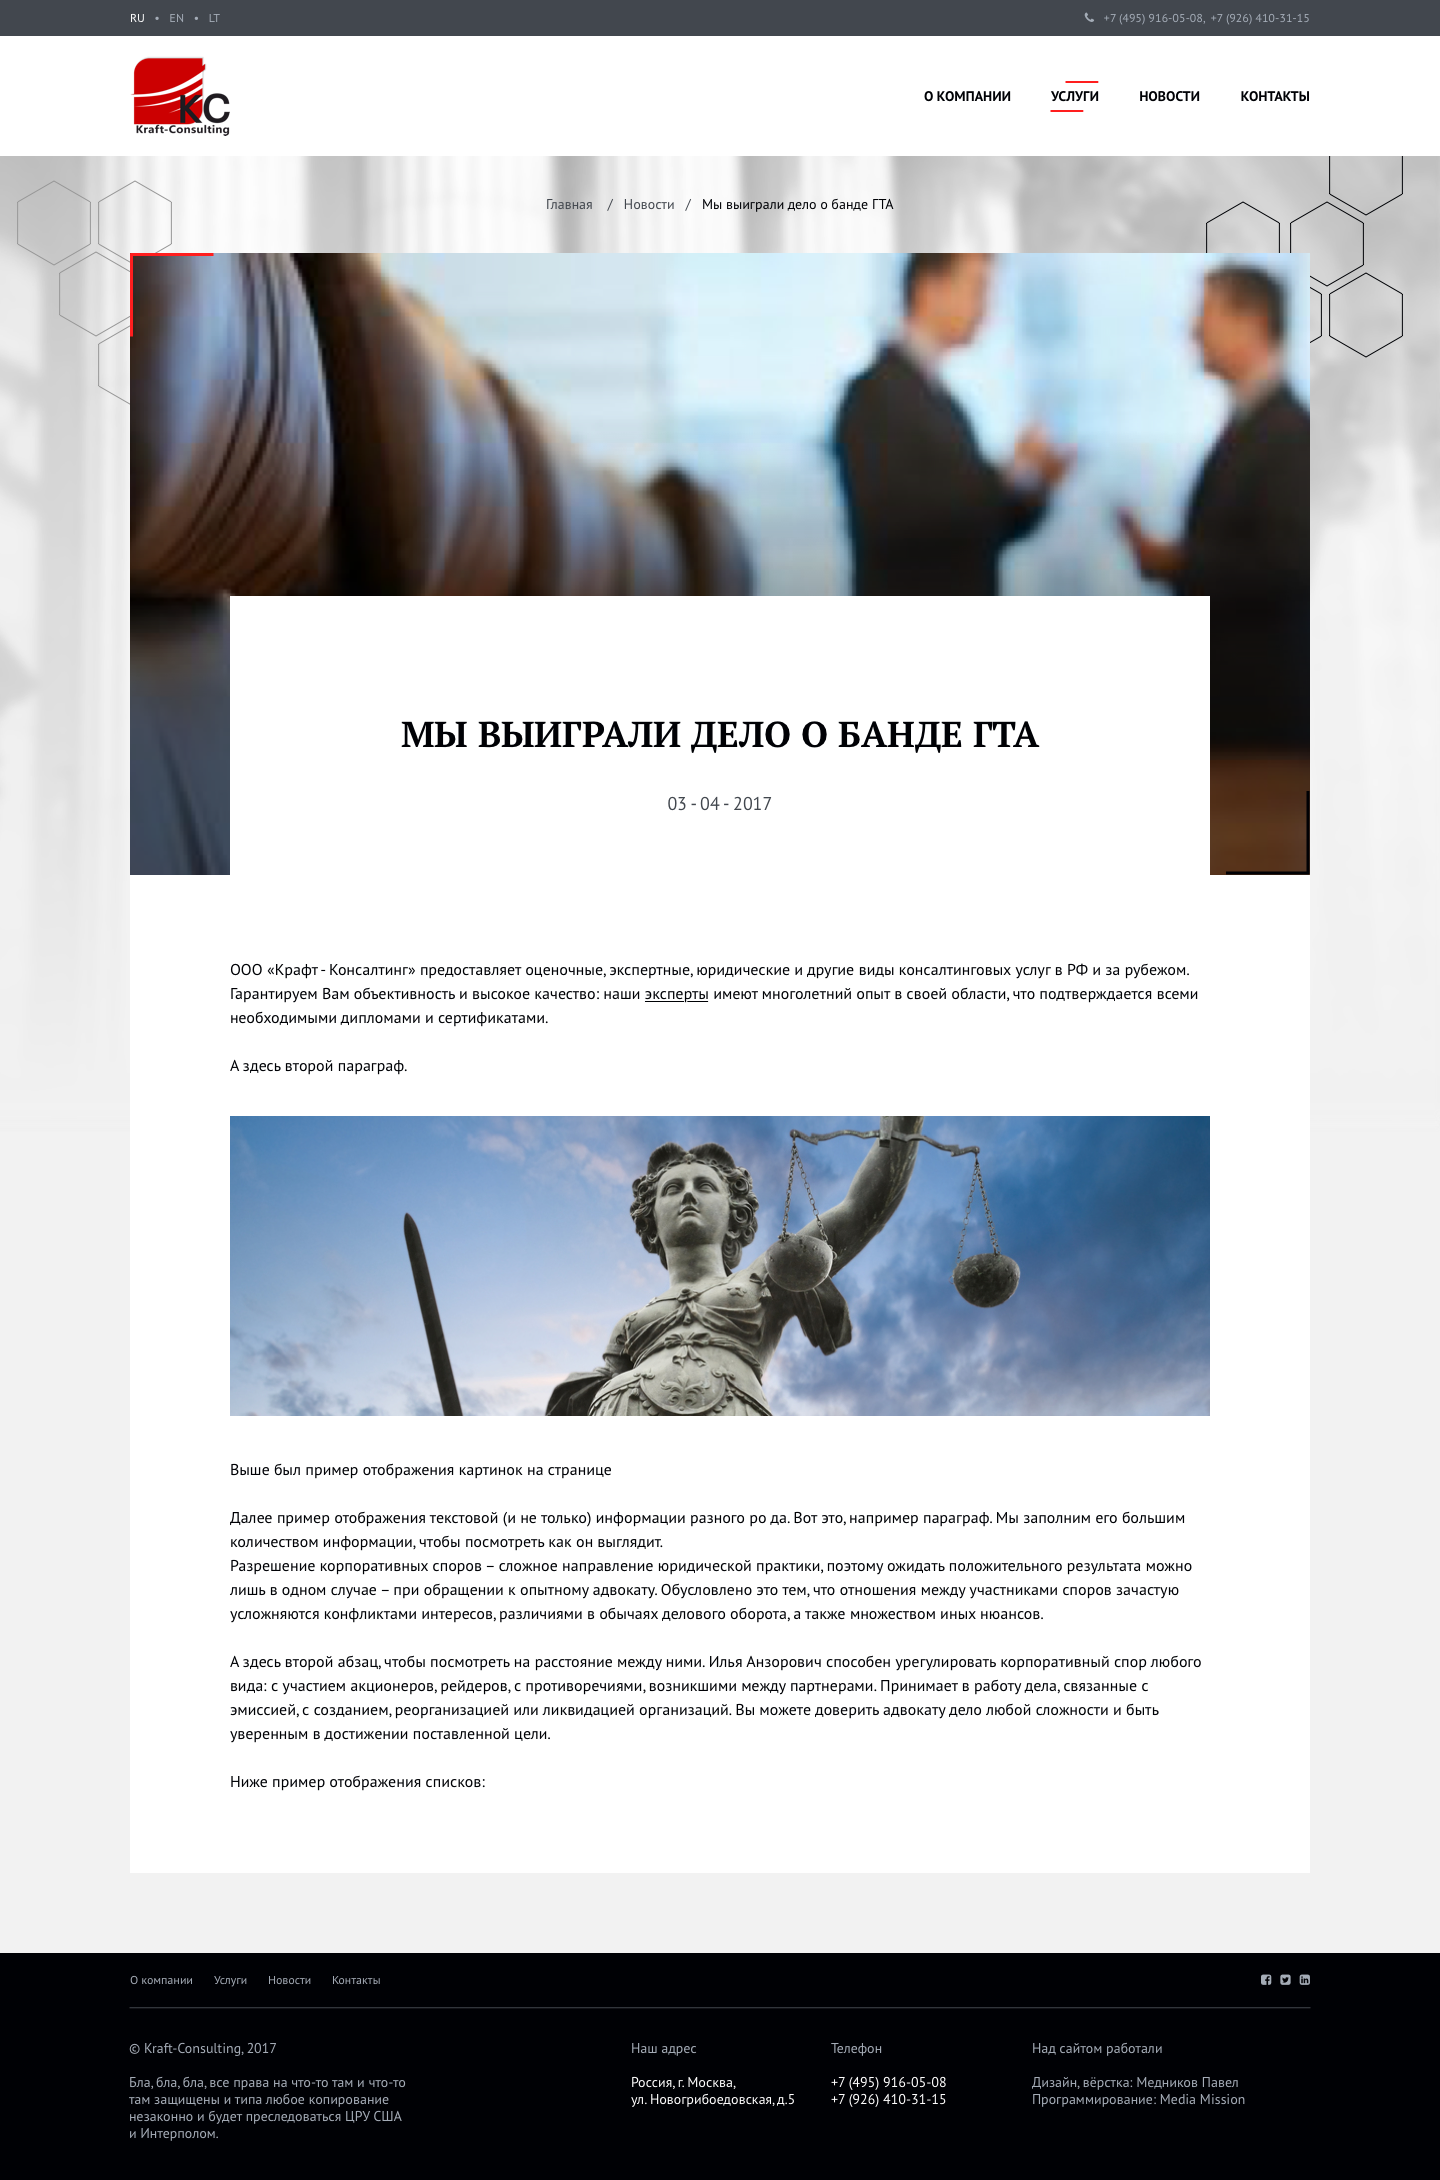 RU • EN • LT
+7 (495) 916-05-08, +7 (926) 410-31-15
КС
Kraft-Consulting
О КОМПАНИИ УСЛУГИ НОВОСТИ КОНТАКТЫ
Главная / Новости / Мы выиграли дело о банде ГТА
МЫ ВЫИГРАЛИ ДЕЛО О БАНДЕ ГТА
03 - 04 - 2017
ООО «Крафт - Консалтинг» предоставляет оценочные, экспертные, юридические и другие виды консалтинговых услуг в РФ и за рубежом.
Гарантируем Вам объективность и высокое качество: наши эксперты имеют многолетний опыт в своей области, что подтверждается всеми
необходимыми дипломами и сертификатами.
А здесь второй параграф.
Выше был пример отображения картинок на странице
Далее пример отображения текстовой (и не только) информации разного ро да. Вот это, например параграф. Мы заполним его большим
количеством информации, чтобы посмотреть как он выглядит.
Разрешение корпоративных споров – сложное направление юридической практики, поэтому ожидать положительного результата можно
лишь в одном случае – при обращении к опытному адвокату. Обусловлено это тем, что отношения между участниками споров зачастую
усложняются конфликтами интересов, различиями в обычаях делового оборота, а также множеством иных нюансов.
А здесь второй абзац, чтобы посмотреть на расстояние между ними. Илья Анзорович способен урегулировать корпоративный спор любого
вида: с участием акционеров, рейдеров, с противоречиями, возникшими между партнерами. Принимает в работу дела, связанные с
эмиссией, с созданием, реорганизацией или ликвидацией организаций. Вы можете доверить адвокату дело любой сложности и быть
уверенным в достижении поставленной цели.
Ниже пример отображения списков:
О компании Услуги Новости Контакты
© Kraft-Consulting, 2017
Бла, бла, бла, все права на что-то там и что-то
там защищены и типа любое копирование
незаконно и будет преследоваться ЦРУ США
и Интерполом.
Наш адрес
Россия, г. Москва,
ул. Новогрибоедовская, д.5
Телефон
+7 (495) 916-05-08
+7 (926) 410-31-15
Над сайтом работали
Дизайн, вёрстка: Медников Павел
Программирование: Media Mission